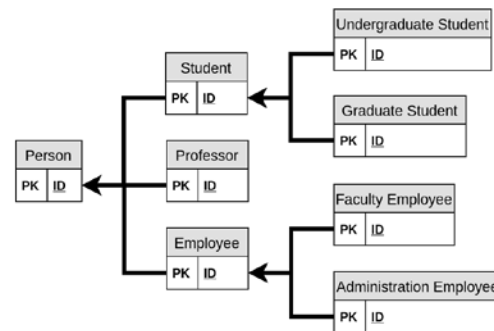 Undergraduate Student
PK ID
Student
PK ID
Graduate Student
PK ID
Person
PK ID
Professor
PK ID
Faculty Employee
PK ID
Employee
PK ID
Administration Employee
PK ID